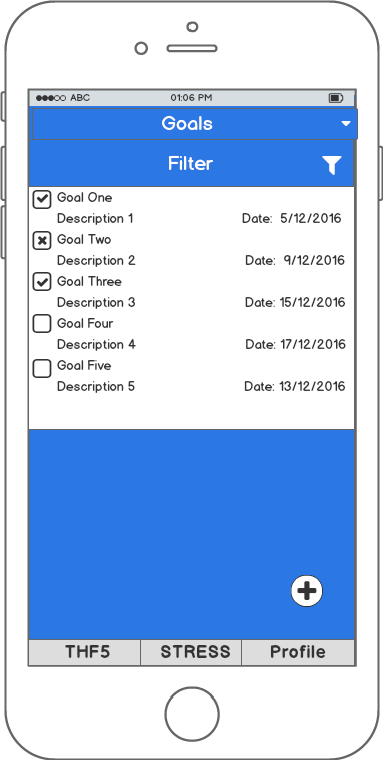 ABC 01:06 PM
Goals
Filter
Goal One
Description 1 Date: 5/12/2016
Goal Two
Description 2 Date: 9/12/2016
Goal Three
Description 3 Date: 15/12/2016
Goal Four
Description 4 Date: 17/12/2016
Goal Five
Description 5 Date: 13/12/2016
THF5 STRESS Profile